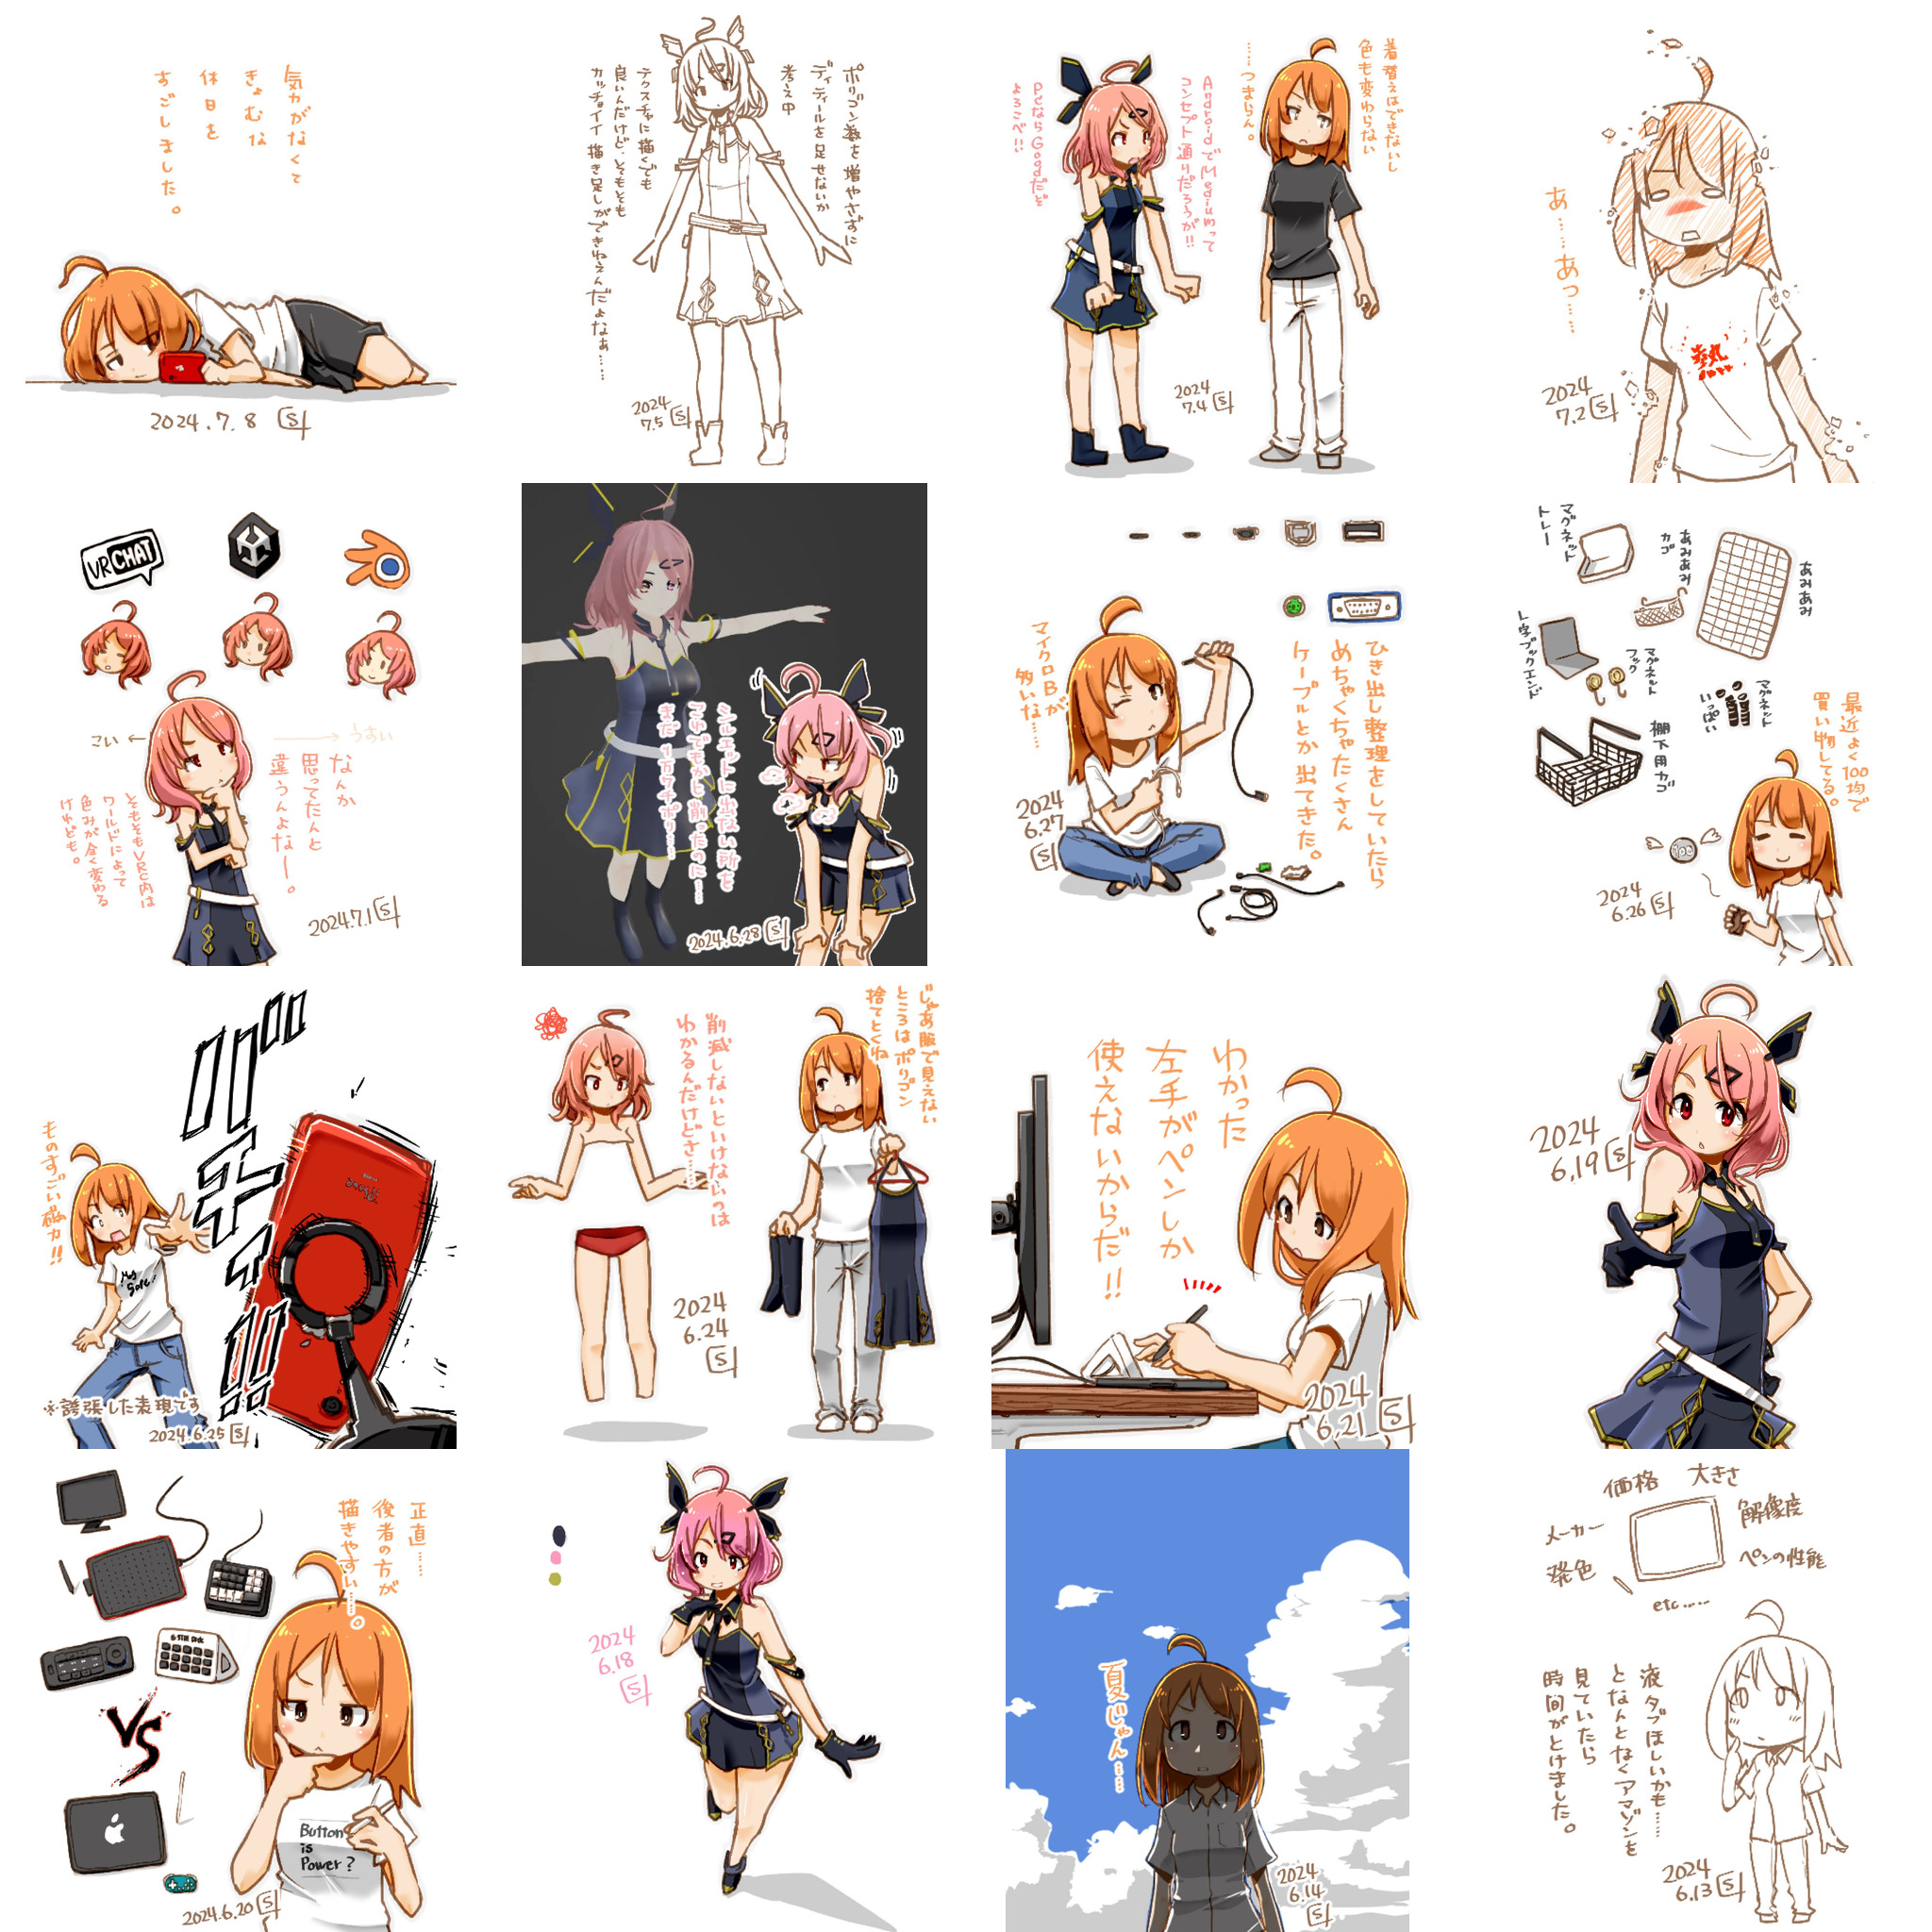 気力がなくて
きょむな
休日を
すごしました。
2024.7.8
ポリゴン数を増やさずに
ディティールを足せないか
考え中
テクスチャに描くでも
良いんだけど、そもそも
カッチョイイ描き足しができねえんだよなあ……
2024
7.5
着替えはできないし
色も変わらない
……つまらん。
AndroidでMediumって
コンセプト通りだろうが!!
PCならGoodだぞ
よろこべ!!
2024
7.4
あ……あっ……
熱
2024
7.2
VRCHAT
こい ←
→ うすい
なんか
思ってたんと
違うんよなー。
そもそもVRC内は
ワールドによって
色みが全く変わる
けれども。
2024.7.1
シルエットに出ない所を
これでもかと削ったのに……
まだ1万7千ポリ……
2024.6.28
ひき出し整理をしていたら
めちゃくちゃたくさん
ケーブルとか出てきた。
マイクロBが
多いな……
2024
6.27
マグネット
トレー
あみあみ
カゴ
あみあみ
L字ブックエンド
マグネット
フック
マグネット
いっぱい
棚下用カゴ
最近よく100均で
買い物してる。
2024
6.26
バチィ!!
ものすごい磁力!!
※誇張した表現です
2024.6.25
じゃあ服で見えない
ところはポリゴン
捨てとくね
削減しないといけないのは
わかるんだけどさ……
2024
6.24
わかった
左手がペンしか
使えないからだ!!
2024
6.21
2024
6.19
正直……
後者の方が
描きやすい……。
VS
Button
is
Power?
2024.6.20
2024
6.18
夏じゃん……
2024
6.14
価格
大きさ
メーカー
解像度
発色
ペンの性能
etc……
液タブほしいかも……
となんとなくアマゾンを
見ていたら
時間がとけました。
2024
6.13